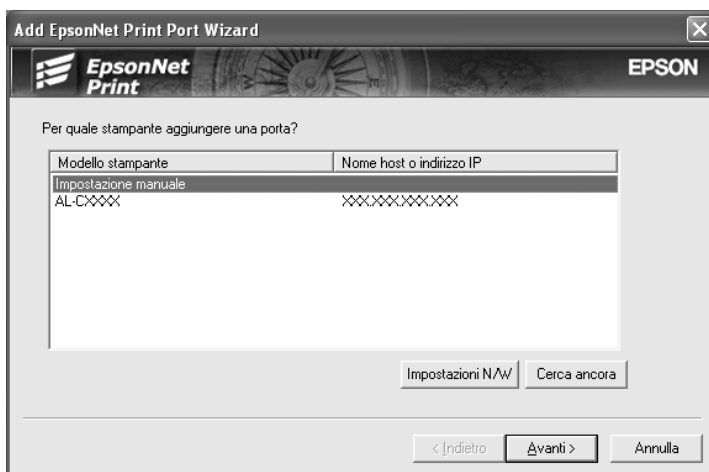 Add EpsonNet Print Port Wizard
EpsonNet
Print
EPSON
Per quale stampante aggiungere una porta?
Modello stampante Nome host o indirizzo IP
Impostazione manuale
AL-CXXXX XXX.XXX.XXX.XXX
Impostazioni N/W Cerca ancora
< Indietro Avanti > Annulla